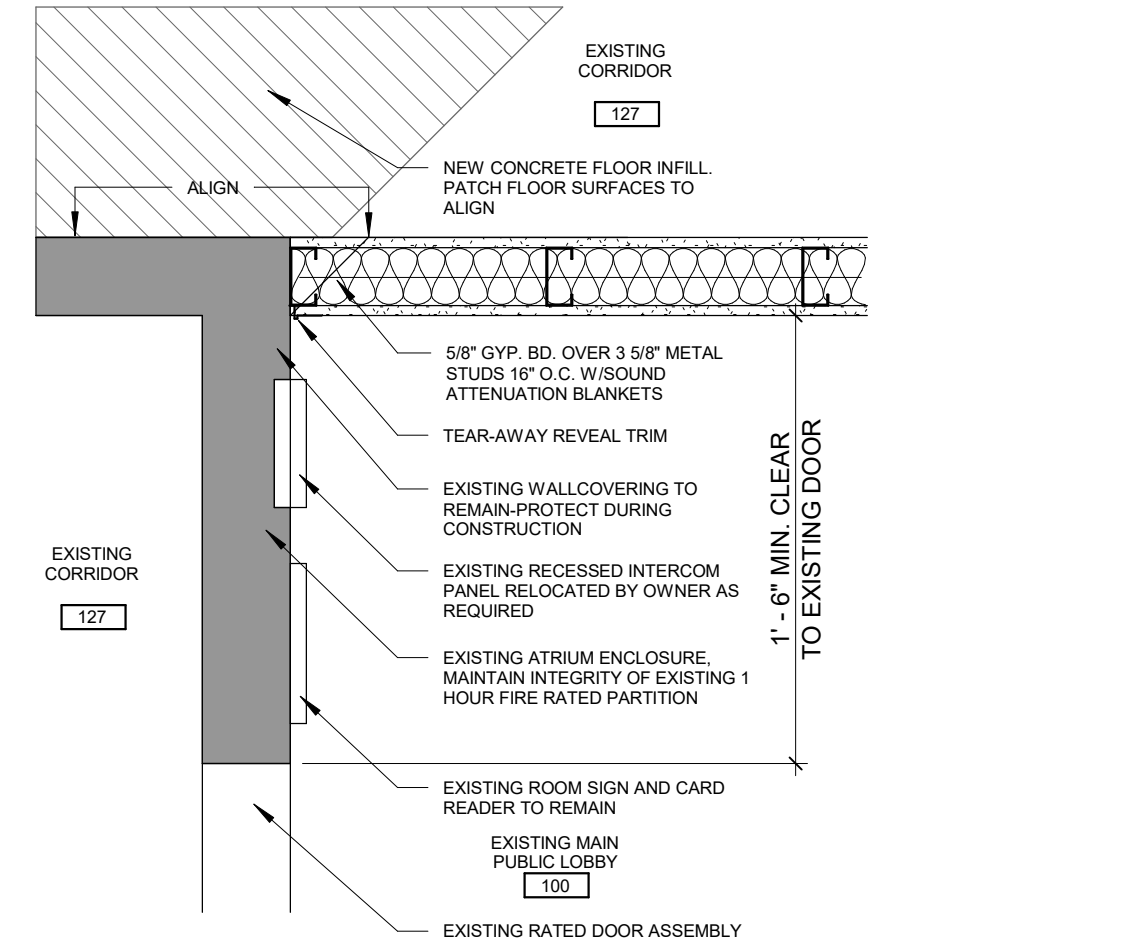 EXISTING
CORRIDOR
127
NEW CONCRETE FLOOR INFILL.
PATCH FLOOR SURFACES TO
ALIGN
ALIGN
5/8" GYP. BD. OVER 3 5/8" METAL
STUDS 16" O.C. W/SOUND
ATTENUATION BLANKETS
TEAR-AWAY REVEAL TRIM
EXISTING WALLCOVERING TO
REMAIN-PROTECT DURING
CONSTRUCTION
EXISTING RECESSED INTERCOM
PANEL RELOCATED BY OWNER AS
REQUIRED
EXISTING ATRIUM ENCLOSURE,
MAINTAIN INTEGRITY OF EXISTING 1
HOUR FIRE RATED PARTITION
1' - 6" MIN. CLEAR
TO EXISTING DOOR
EXISTING
CORRIDOR
127
EXISTING ROOM SIGN AND CARD
READER TO REMAIN
EXISTING MAIN
PUBLIC LOBBY
100
EXISTING RATED DOOR ASSEMBLY